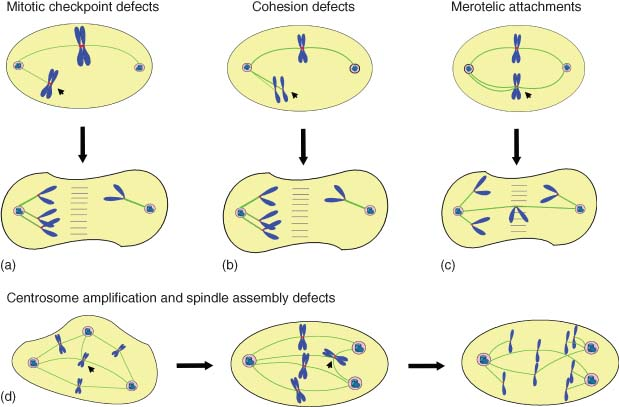 Mitotic checkpoint defects
Cohesion defects
Merotelic attachments
(a)
(b)
(c)
Centrosome amplification and spindle assembly defects
(d)